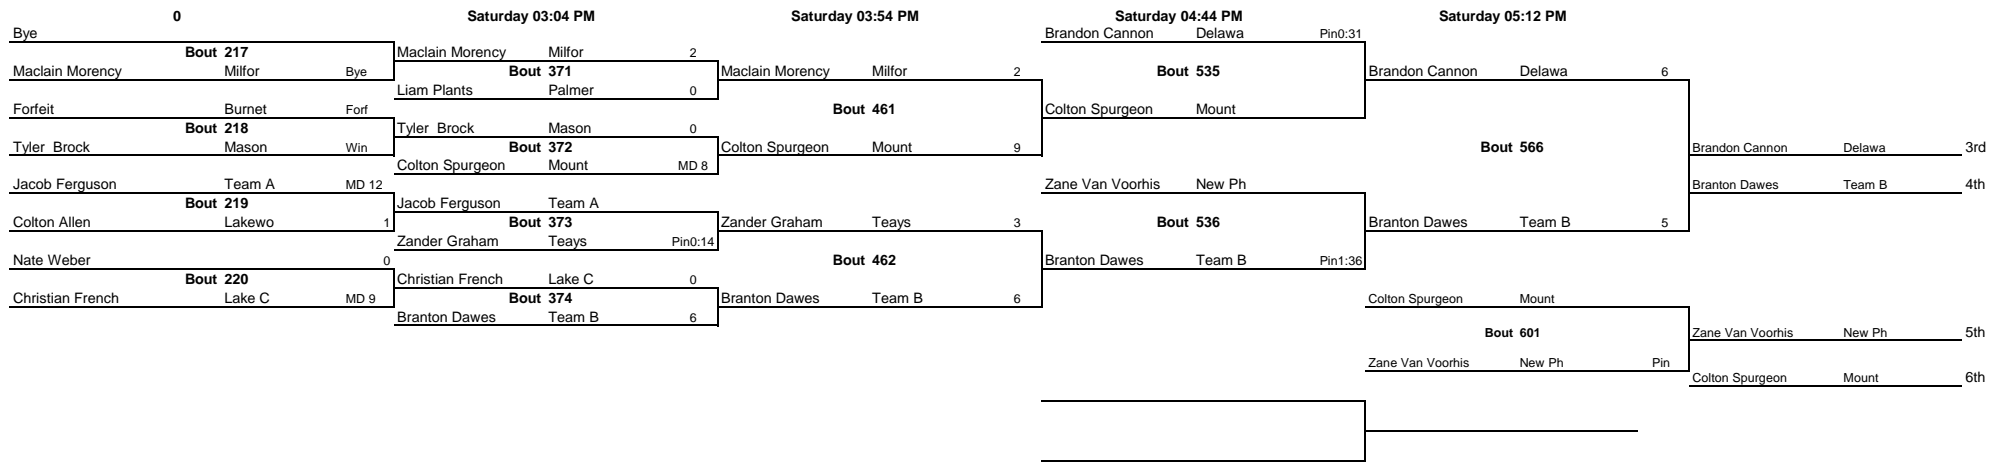 0 Saturday 03:04 PM Saturday 03:54 PM Saturday 04:44 PM Saturday 05:12 PM
Bye Brandon Cannon Delawa Pin0:31
Bout 217 Maclain Morency Milfor 2
Maclain Morency Milfor Bye Bout 371 Maclain Morency Milfor 2 Bout 535 Brandon Cannon Delawa 6
Liam Plants Palmer 0
Forfeit Burnet Forf Bout 461 Colton Spurgeon Mount
Bout 218 Tyler Brock Mason 0
Tyler Brock Mason Win Bout 372 Colton Spurgeon Mount 9 Bout 566 Brandon Cannon Delawa 3rd
Colton Spurgeon Mount MD 8
Jacob Ferguson Team A MD 12 Zane Van Voorhis New Ph Branton Dawes Team B 4th
Bout 219 Jacob Ferguson Team A
Colton Allen Lakewo 1 Bout 373 Zander Graham Teays 3 Bout 536 Branton Dawes Team B 5
Zander Graham Teays Pin0:14
Nate Weber 0 Bout 462 Branton Dawes Team B Pin1:36
Bout 220 Christian French Lake C 0
Christian French Lake C MD 9 Bout 374 Branton Dawes Team B 6 Colton Spurgeon Mount
Branton Dawes Team B 6
Bout 601 Zane Van Voorhis New Ph 5th
Zane Van Voorhis New Ph Pin
Colton Spurgeon Mount 6th